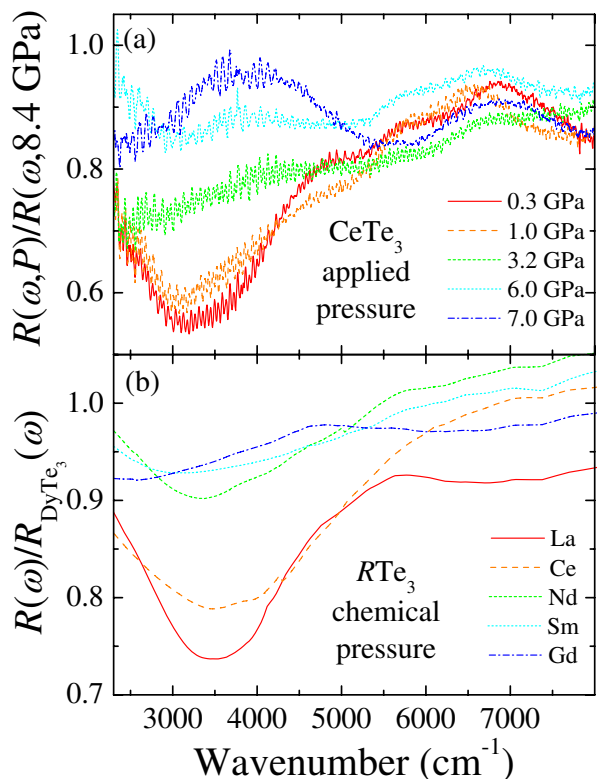 (a)
R(ω,P)/R(ω,8.4 GPa)
1.0
0.8
0.6
CeTe₃
applied
pressure
0.3 GPa
1.0 GPa
3.2 GPa
6.0 GPa
7.0 GPa
(b)
R(ω)/R_DyTe₃(ω)
1.0
0.9
0.8
0.7
RTe₃
chemical
pressure
La
Ce
Nd
Sm
Gd
3000 4000 5000 6000 7000
Wavenumber (cm⁻¹)